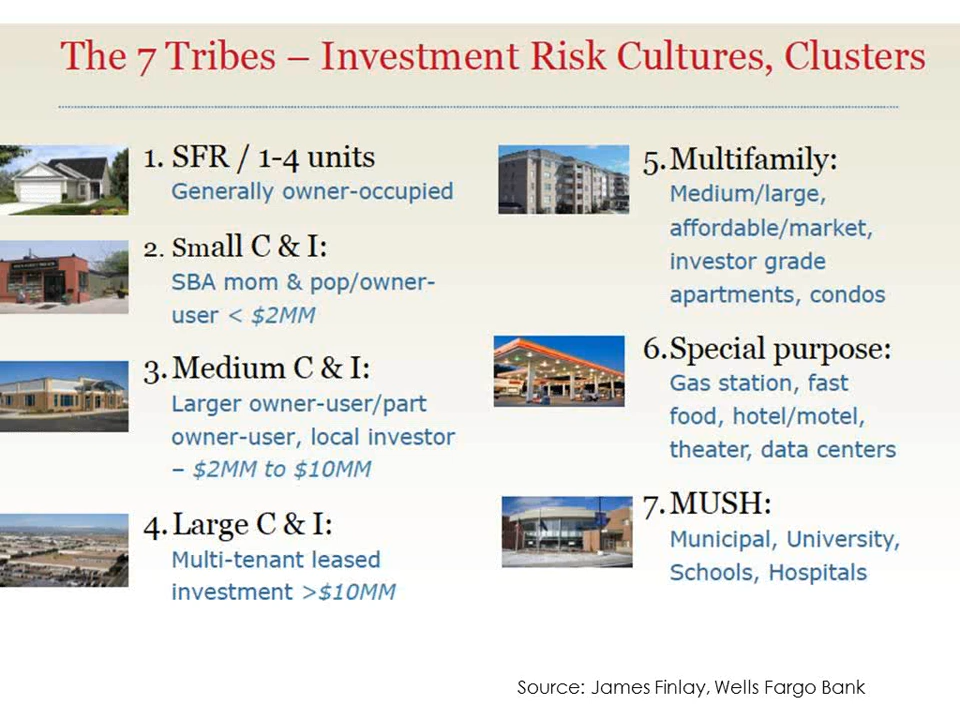 The 7 Tribes – Investment Risk Cultures, Clusters
1. SFR / 1-4 units
Generally owner-occupied
2. Small C & I:
SBA mom & pop/owner-
user < $2MM
3. Medium C & I:
Larger owner-user/part
owner-user, local investor
– $2MM to $10MM
4. Large C & I:
Multi-tenant leased
investment >$10MM
5. Multifamily:
Medium/large,
affordable/market,
investor grade
apartments, condos
6. Special purpose:
Gas station, fast
food, hotel/motel,
theater, data centers
7. MUSH:
Municipal, University,
Schools, Hospitals
Source: James Finlay, Wells Fargo Bank